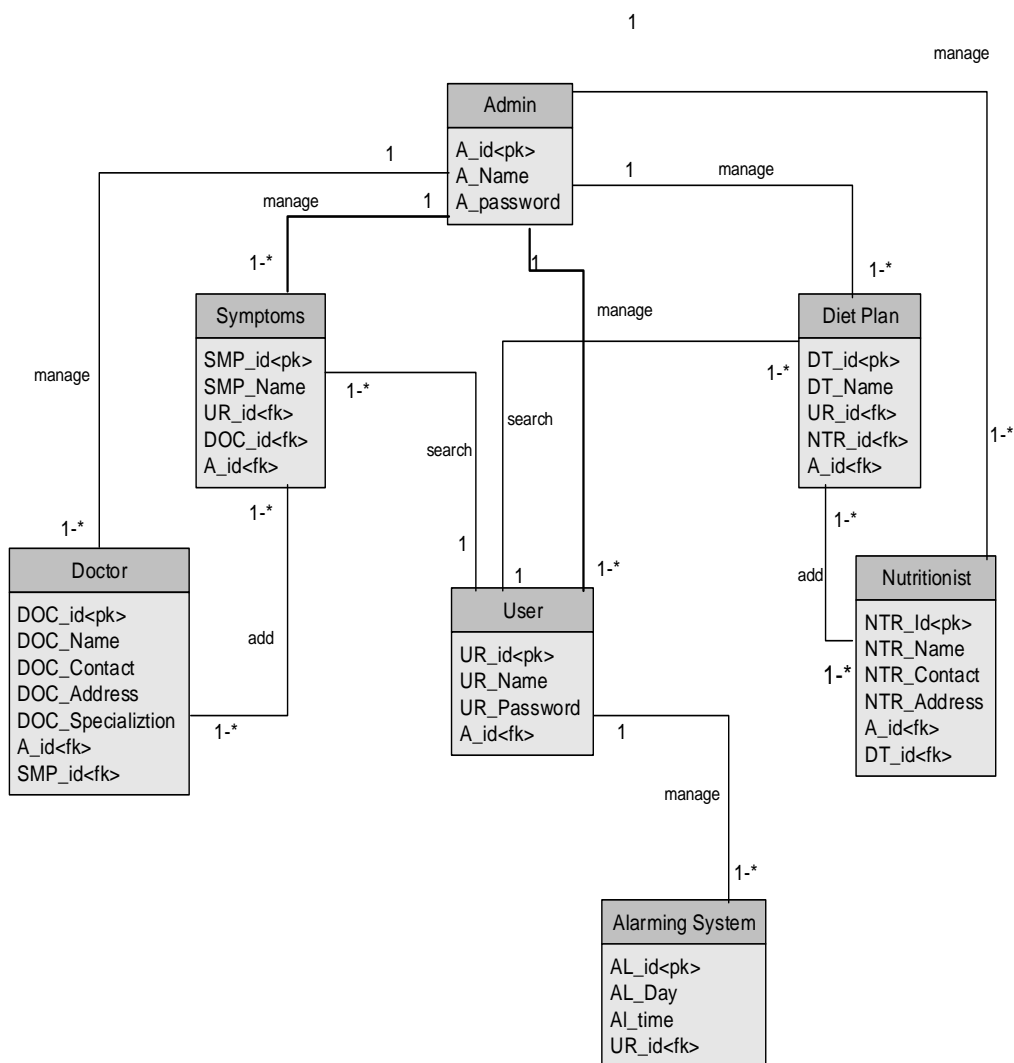 1
manage
Admin
A_id<pk>
A_Name
A_password
1
manage
1
1
manage
1-*
1
1-*
manage
Symptoms
SMP_id<pk>
SMP_Name
UR_id<fk>
DOC_id<fk>
A_id<fk>
Diet Plan
DT_id<pk>
DT_Name
UR_id<fk>
NTR_id<fk>
A_id<fk>
manage
1-*
1-*
search
search
1-*
1-*
1-*
1-*
1
1
1-*
add
Doctor
DOC_id<pk>
DOC_Name
DOC_Contact
DOC_Address
DOC_Specializtion
A_id<fk>
SMP_id<fk>
add
1-*
User
UR_id<pk>
UR_Name
UR_Password
A_id<fk>
Nutritionist
NTR_Id<pk>
NTR_Name
NTR_Contact
NTR_Address
A_id<fk>
DT_id<fk>
1-*
1
manage
1-*
Alarming System
AL_id<pk>
AL_Day
Al_time
UR_id<fk>